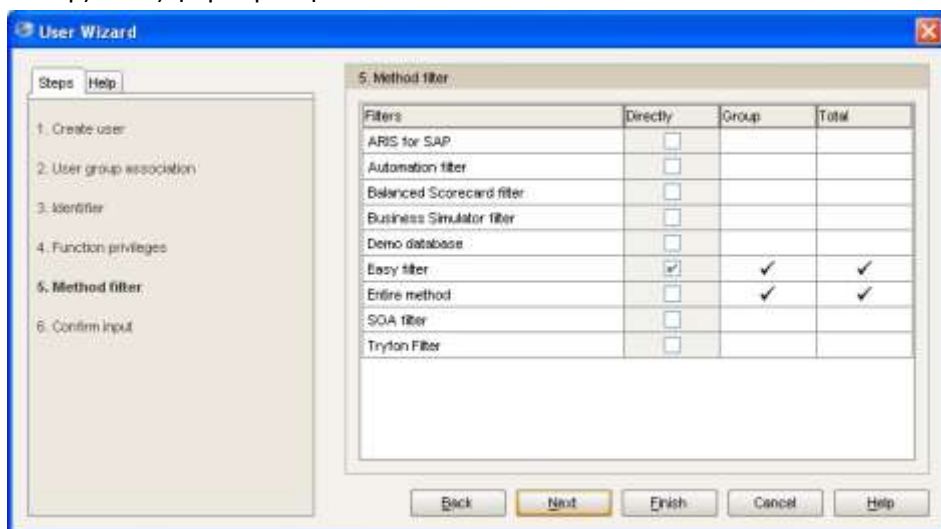 User Wizard
Steps Help
1. Create user
2. User group association
3. Identifier
4. Function privileges
5. Method filter
6. Confirm input
5. Method filter
Filters Directly Group Total
ARIS for SAP
Automation filter
Balanced Scorecard filter
Business Simulator filter
Demo database
Easy filter ✓ ✓ ✓
Entire method ✓ ✓
SOA filter
Tryton Filter
Back Next Finish Cancel Help